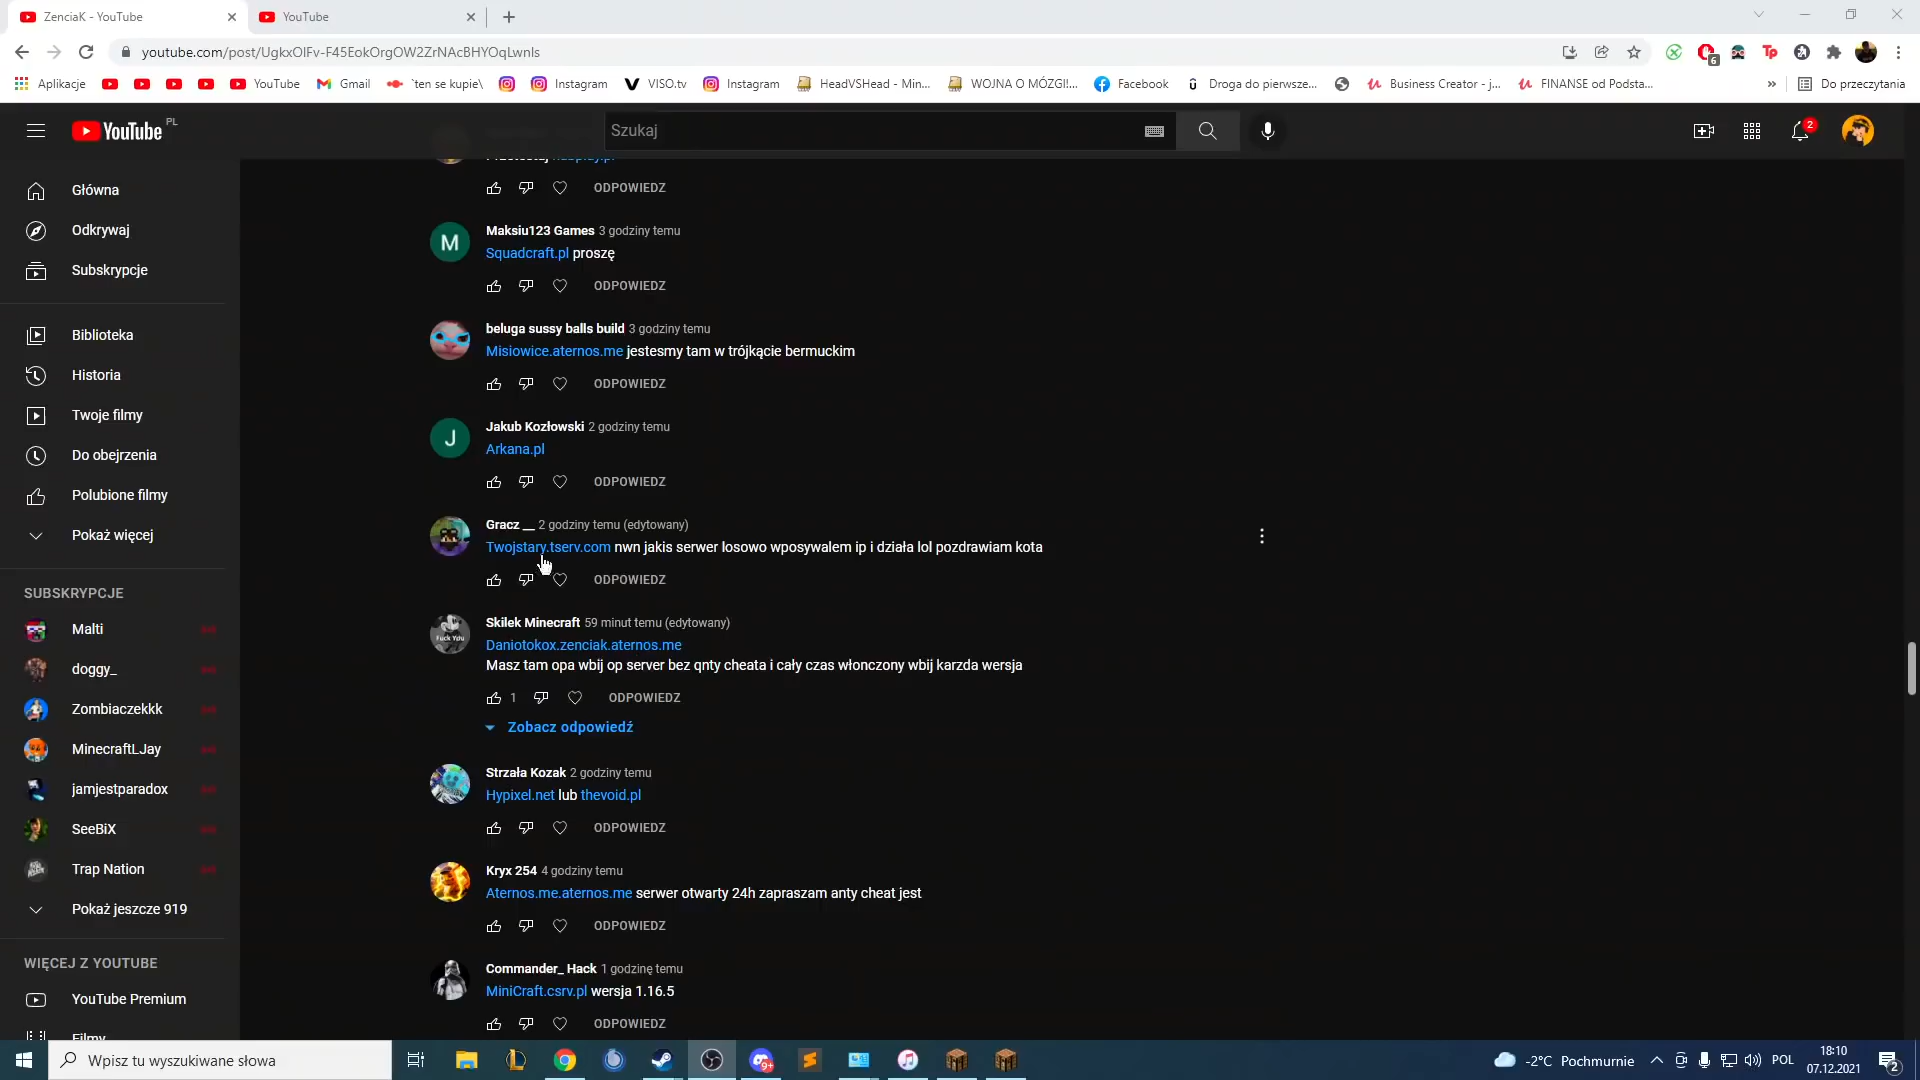 ZenciaK - YouTube
YouTube
youtube.com/post/UgkxOlFv-F45EokOrgOW2ZrNAcBHYOqLwnls
6
Aplikacje
YouTube
Gmail
`ten se kupie\
Instagram
VISO.tv
Instagram
HeadVSHead - Min...
WOJNA O MÓZG!!...
Facebook
Droga do pierwsze...
Business Creator - j...
FINANSE od Podsta...
»
Do przeczytania
YouTube PL
Szukaj
2
Główna
Odkrywaj
Subskrypcje
Biblioteka
Historia
Twoje filmy
Do obejrzenia
Polubione filmy
Pokaż więcej
SUBSKRYPCJE
Malti
doggy_
Zombiaczekkk
MinecraftLJay
jamjestparadox
SeeBiX
Trap Nation
Pokaż jeszcze 919
WIĘCEJ Z YOUTUBE
YouTube Premium
Filmy
ODPOWIEDZ
M
Maksiu123 Games 3 godziny temu
Squadcraft.pl proszę
ODPOWIEDZ
beluga sussy balls build 3 godziny temu
Misiowice.aternos.me jestesmy tam w trójkącie bermuckim
ODPOWIEDZ
J
Jakub Kozłowski 2 godziny temu
Arkana.pl
ODPOWIEDZ
Gracz __ 2 godziny temu (edytowany)
Twojstary.tserv.com nwn jakis serwer losowo wposywalem ip i działa lol pozdrawiam kota
ODPOWIEDZ
Fuck You
Skilek Minecraft 59 minut temu (edytowany)
Daniotokox.zenciak.aternos.me
Masz tam opa wbij op server bez qnty cheata i cały czas włonczony wbij karzda wersja
1
ODPOWIEDZ
Zobacz odpowiedź
Strzała Kozak 2 godziny temu
Hypixel.net lub thevoid.pl
ODPOWIEDZ
Kryx 254 4 godziny temu
Aternos.me.aternos.me serwer otwarty 24h zapraszam anty cheat jest
ODPOWIEDZ
Commander_ Hack 1 godzinę temu
MiniCraft.csrv.pl wersja 1.16.5
ODPOWIEDZ
Wpisz tu wyszukiwane słowa
9+
-2°C Pochmurnie
POL
18:10
07.12.2021
2